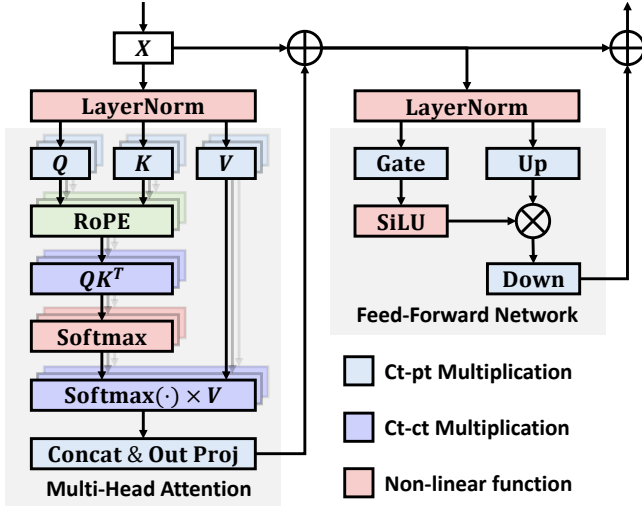 X
LayerNorm
Q K V
RoPE
QK^T
Softmax
Softmax(·) × V
Concat & Out Proj
Multi-Head Attention
LayerNorm
Gate Up
SiLU
Down
Feed-Forward Network
Ct-pt Multiplication
Ct-ct Multiplication
Non-linear function